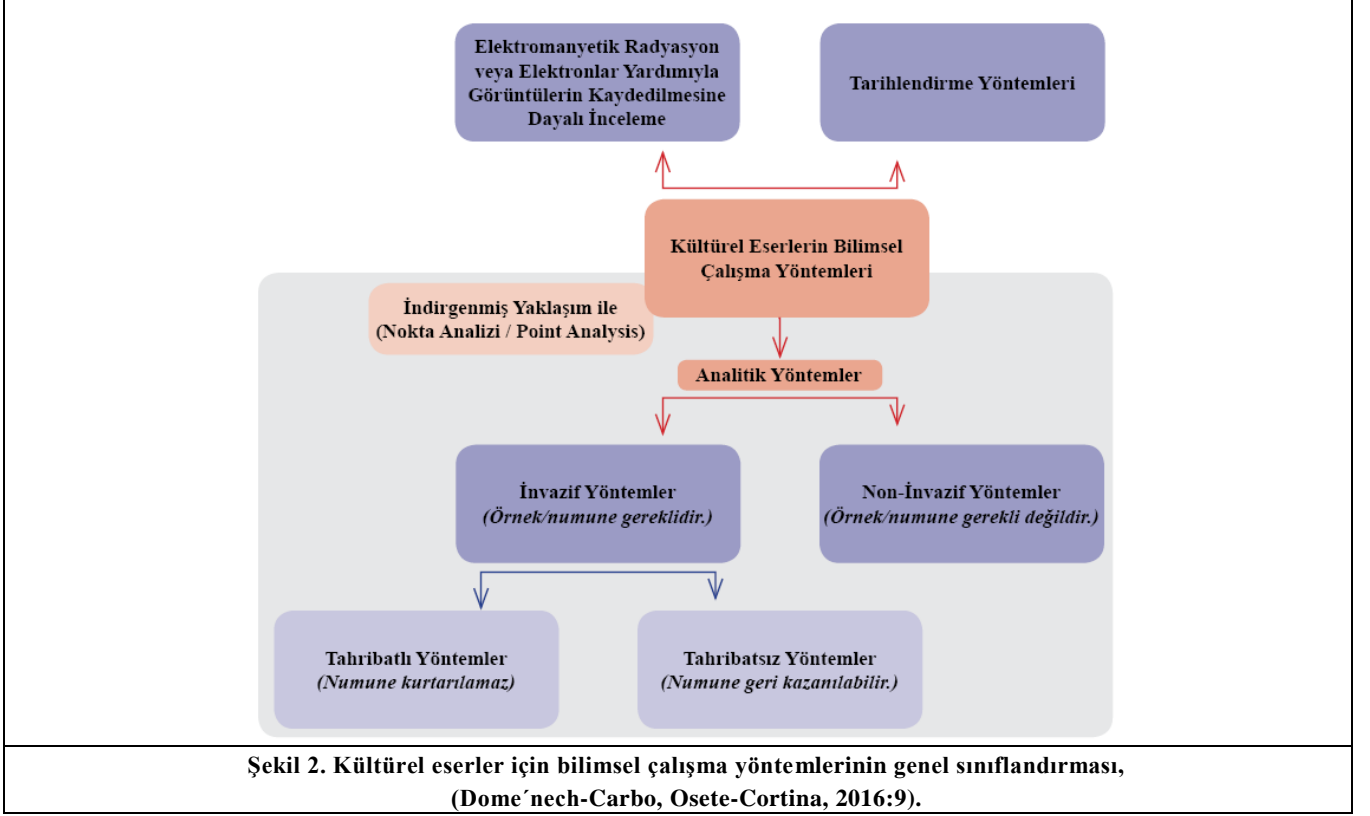 Elektromanyetik Radyasyon
veya Elektronlar Yardımıyla
Görüntülerin Kaydedilmesine
Dayalı İnceleme
Tarihlendirme Yöntemleri
Kültürel Eserlerin Bilimsel
Çalışma Yöntemleri
İndirgenmiş Yaklaşım ile
(Nokta Analizi / Point Analysis)
Analitik Yöntemler
İnvazif Yöntemler
(Örnek/numune gereklidir.)
Non-İnvazif Yöntemler
(Örnek/numune gerekli değildir.)
Tahribatlı Yöntemler
(Numune kurtarılamaz)
Tahribatsız Yöntemler
(Numune geri kazanılabilir.)
Şekil 2. Kültürel eserler için bilimsel çalışma yöntemlerinin genel sınıflandırması,
(Dome´nech-Carbo, Osete-Cortina, 2016:9).